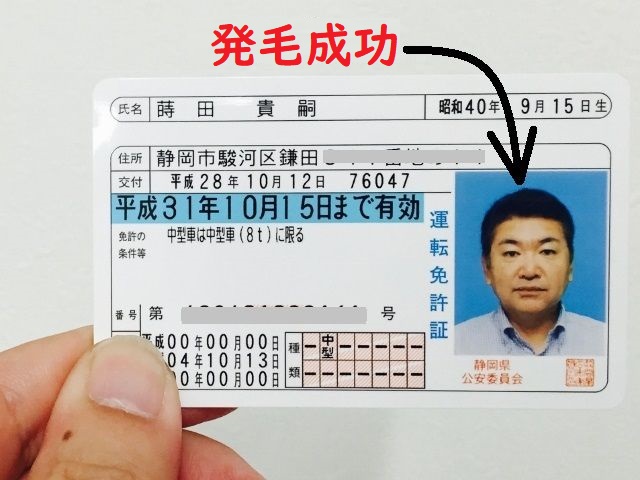 発毛成功
氏名 蒔田 貴嗣 昭和40年 9月15日生
住所 静岡市駿河区鎌田
交付 平成28年10月12日 76047
平成31年10月15日まで有効
免許の
条件等
中型車は中型車(8t)に限る
運転免許証
番号 第 号
平成00年00月00日
04年10月13日
00年00月00日
種類
中型
静岡県
公安委員会